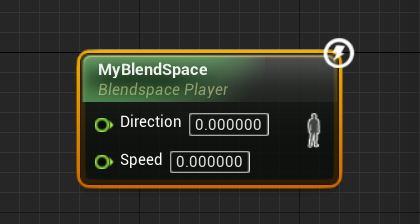 MyBlendSpace
Blendspace Player
Direction 0.000000
Speed 0.000000